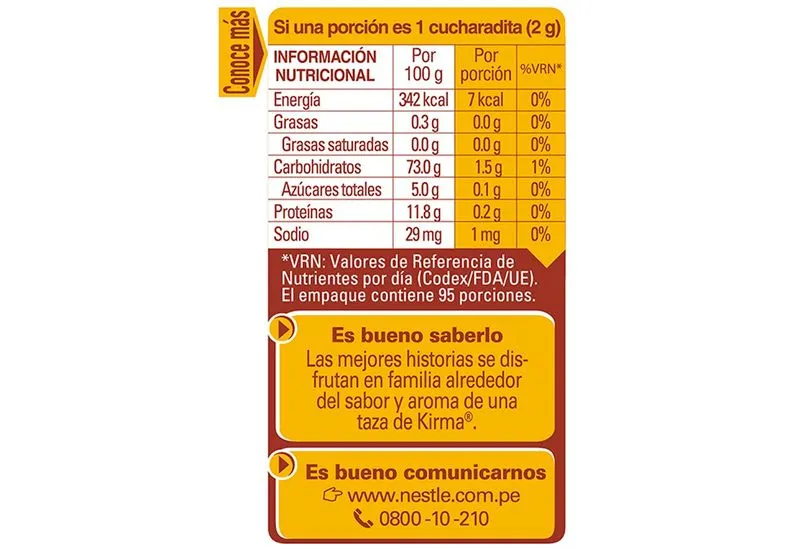 Conoce más
Si una porción es 1 cucharadita (2 g)
INFORMACIÓN NUTRICIONAL Por 100 g Por porción %VRN*
Energía 342 kcal 7 kcal 0%
Grasas 0.3 g 0.0 g 0%
Grasas saturadas 0.0 g 0.0 g 0%
Carbohidratos 73.0 g 1.5 g 1%
Azúcares totales 5.0 g 0.1 g 0%
Proteínas 11.8 g 0.2 g 0%
Sodio 29 mg 1 mg 0%
*VRN: Valores de Referencia de
Nutrientes por día (Codex/FDA/UE).
El empaque contiene 95 porciones.
Es bueno saberlo
Las mejores historias se dis-
frutan en familia alrededor
del sabor y aroma de una
taza de Kirma®.
Es bueno comunicarnos
www.nestle.com.pe
0800-10-210